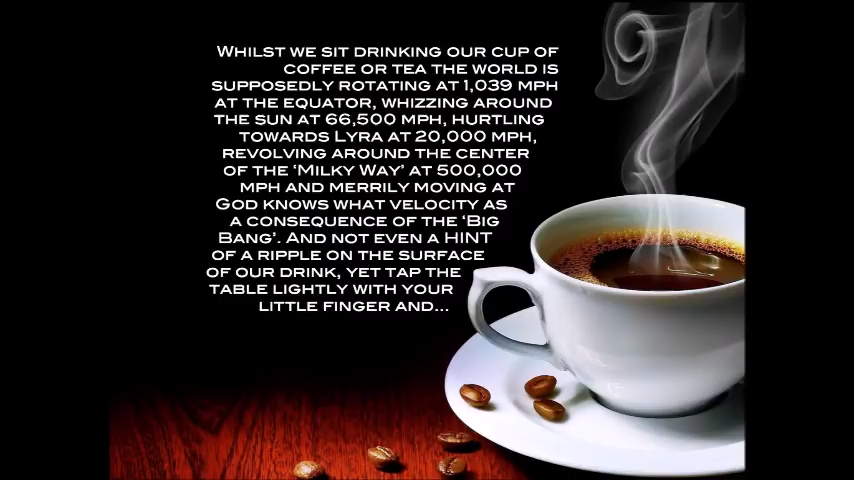 Whilst we sit drinking our cup of
coffee or tea the world is
supposedly rotating at 1,039 mph
at the equator, whizzing around
the sun at 66,500 mph, hurtling
towards Lyra at 20,000 mph,
revolving around the center
of the ‘Milky Way’ at 500,000
mph and merrily moving at
God knows what velocity as
a consequence of the ‘Big
Bang’. And not even a HINT
of a ripple on the surface
of our drink, yet tap the
table lightly with your
little finger and...